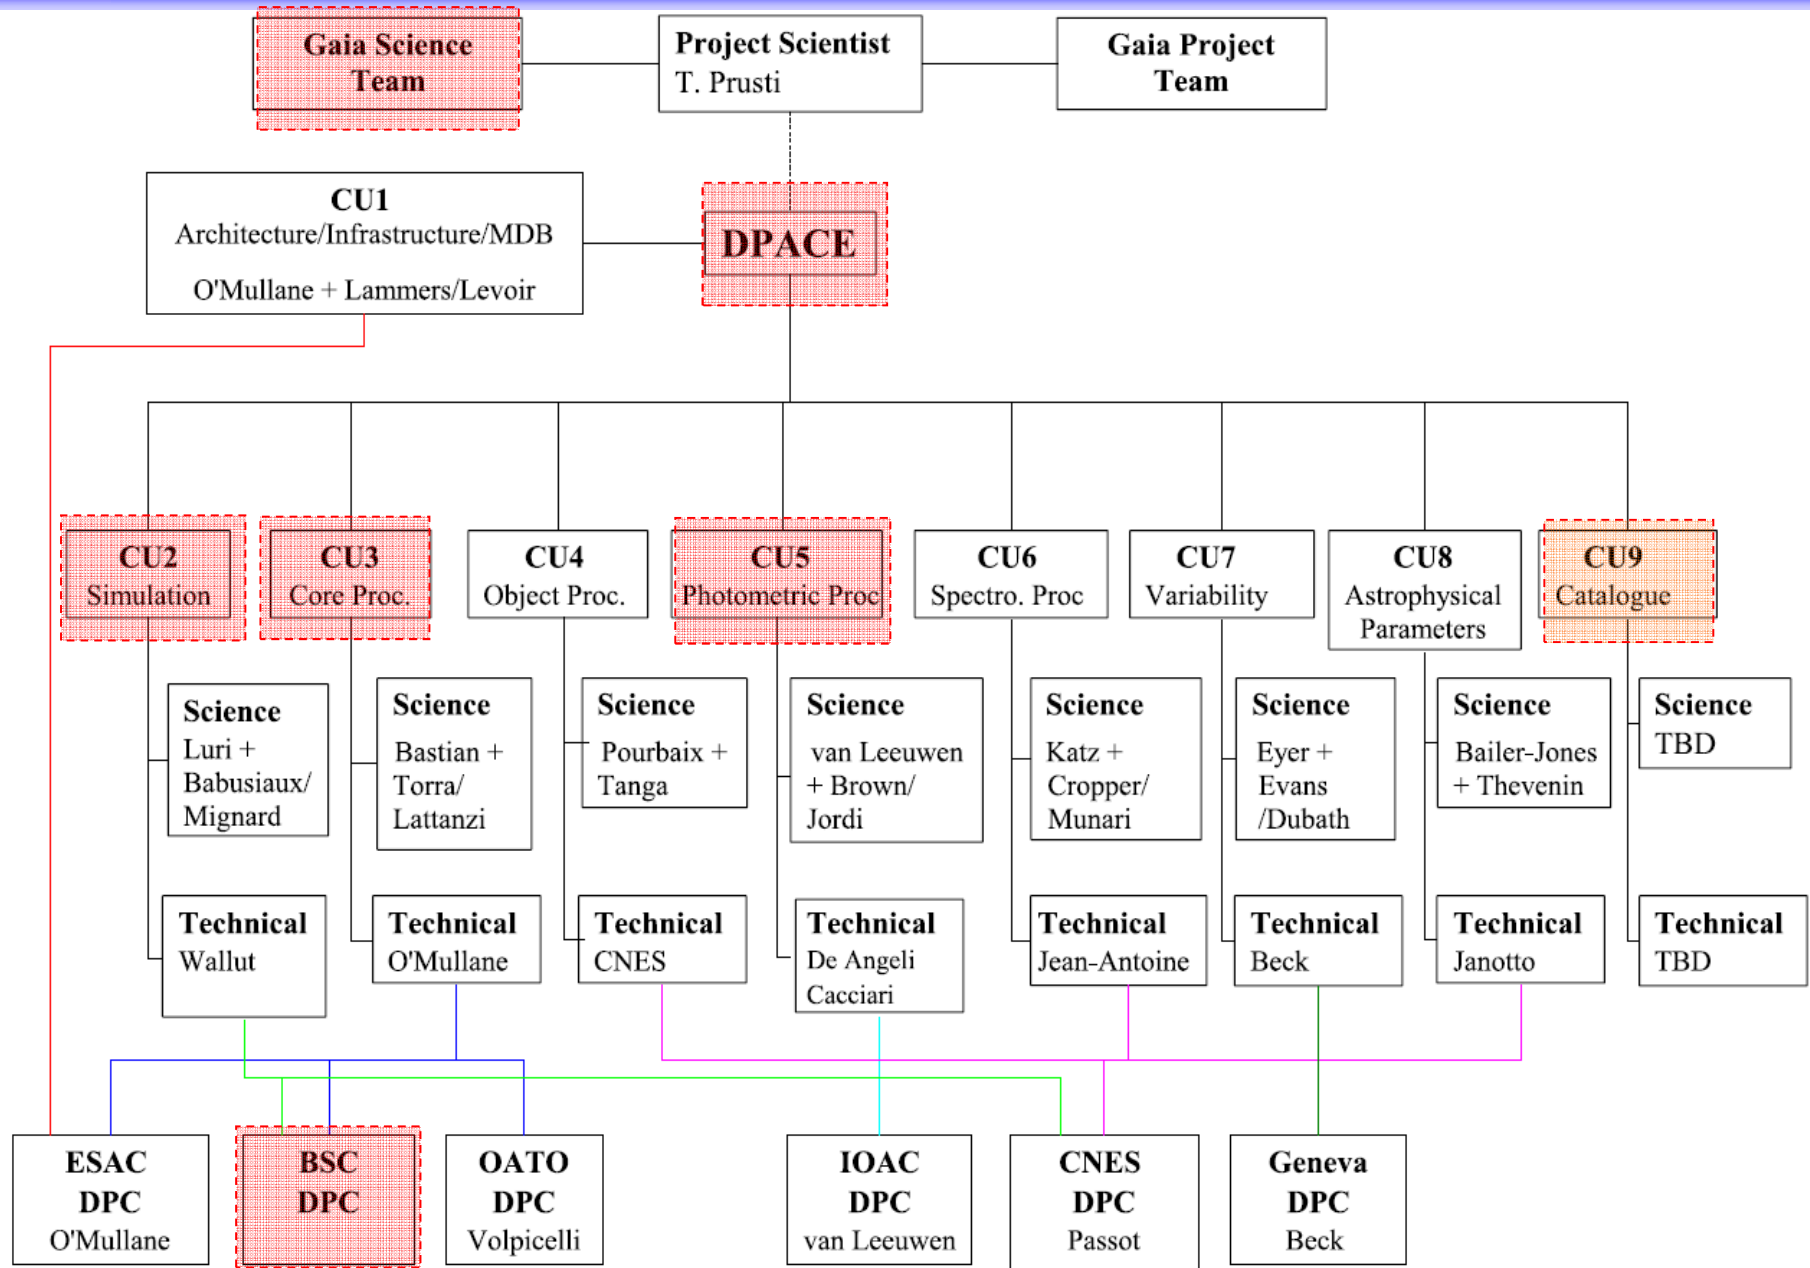 Gaia Science
Team
Project Scientist
T. Prusti
Gaia Project
Team
CU1
Architecture/Infrastructure/MDB
O'Mullane + Lammers/Levoir
DPACE
CU2
Simulation
CU3
Core Proc.
CU4
Object Proc.
CU5
Photometric Proc
CU6
Spectro. Proc
CU7
Variability
CU8
Astrophysical
Parameters
CU9
Catalogue
Science
Luri +
Babusiaux/
Mignard
Science
Bastian +
Torra/
Lattanzi
Science
Pourbaix +
Tanga
Science
van Leeuwen
+ Brown/
Jordi
Science
Katz +
Cropper/
Munari
Science
Eyer +
Evans
/Dubath
Science
Bailer-Jones
+ Thevenin
Science
TBD
Technical
Wallut
Technical
O'Mullane
Technical
CNES
Technical
De Angeli
Cacciari
Technical
Jean-Antoine
Technical
Beck
Technical
Janotto
Technical
TBD
ESAC
DPC
O'Mullane
BSC
DPC
OATO
DPC
Volpicelli
IOAC
DPC
van Leeuwen
CNES
DPC
Passot
Geneva
DPC
Beck